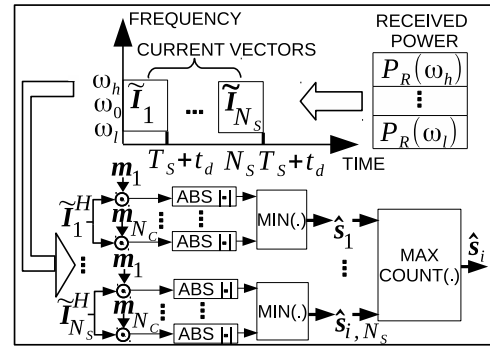 FREQUENCY
RECEIVED POWER
CURRENT VECTORS
ω_h
ω_0
ω_l
Ĩ_1
...
Ĩ_{N_S}
P_R(ω_h)
⋮
P_R(ω_l)
T_S+t_d
N_S T_S+t_d
TIME
m_1
Ĩ_1^H
m_{N_C}
ABS |·|
⋮
ABS |·|
MIN(.)
ŝ_1
⋮
m_1
Ĩ_{N_S}^H
m_{N_C}
ABS |·|
⋮
ABS |·|
MIN(.)
ŝ_{i,N_S}
MAX COUNT(.)
ŝ_i